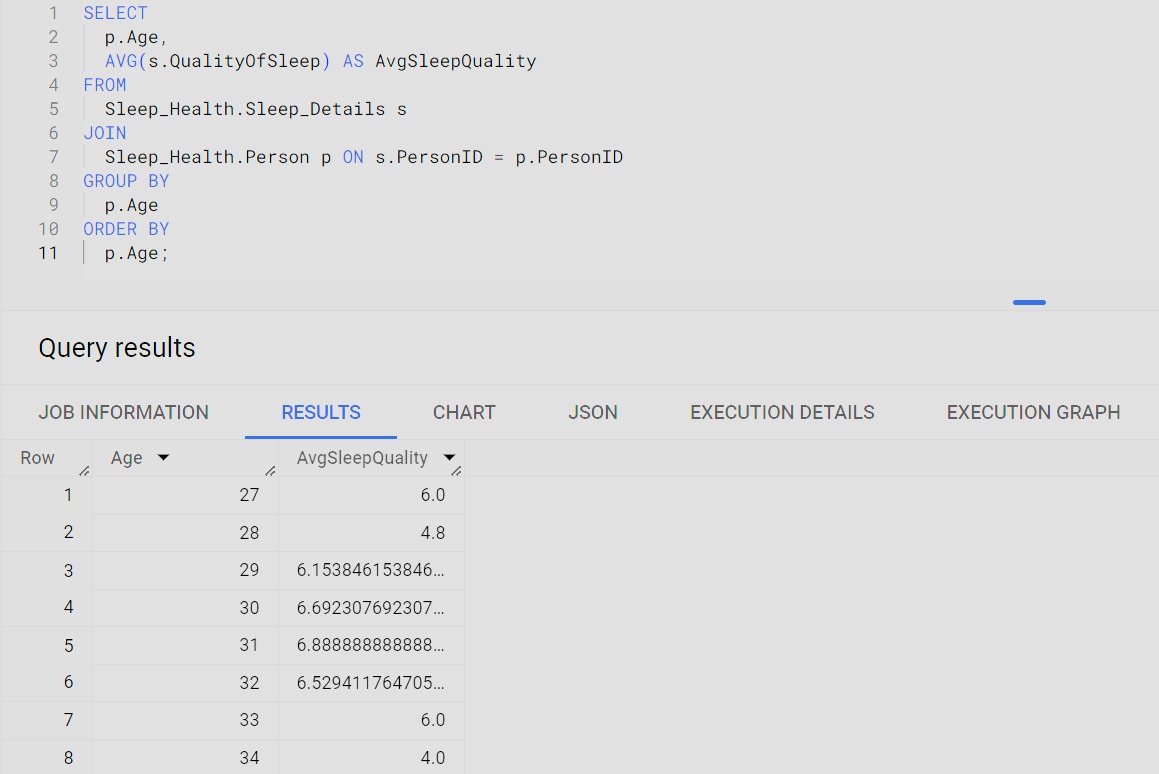 1 SELECT
2 p.Age,
3 AVG(s.QualityOfSleep) AS AvgSleepQuality
4 FROM
5 Sleep_Health.Sleep_Details s
6 JOIN
7 Sleep_Health.Person p ON s.PersonID = p.PersonID
8 GROUP BY
9 p.Age
10 ORDER BY
11 p.Age;
Query results
JOB INFORMATION RESULTS CHART JSON EXECUTION DETAILS EXECUTION GRAPH
Row Age AvgSleepQuality
1 27 6.0
2 28 4.8
3 29 6.153846153846...
4 30 6.692307692307...
5 31 6.888888888888...
6 32 6.529411764705...
7 33 6.0
8 34 4.0